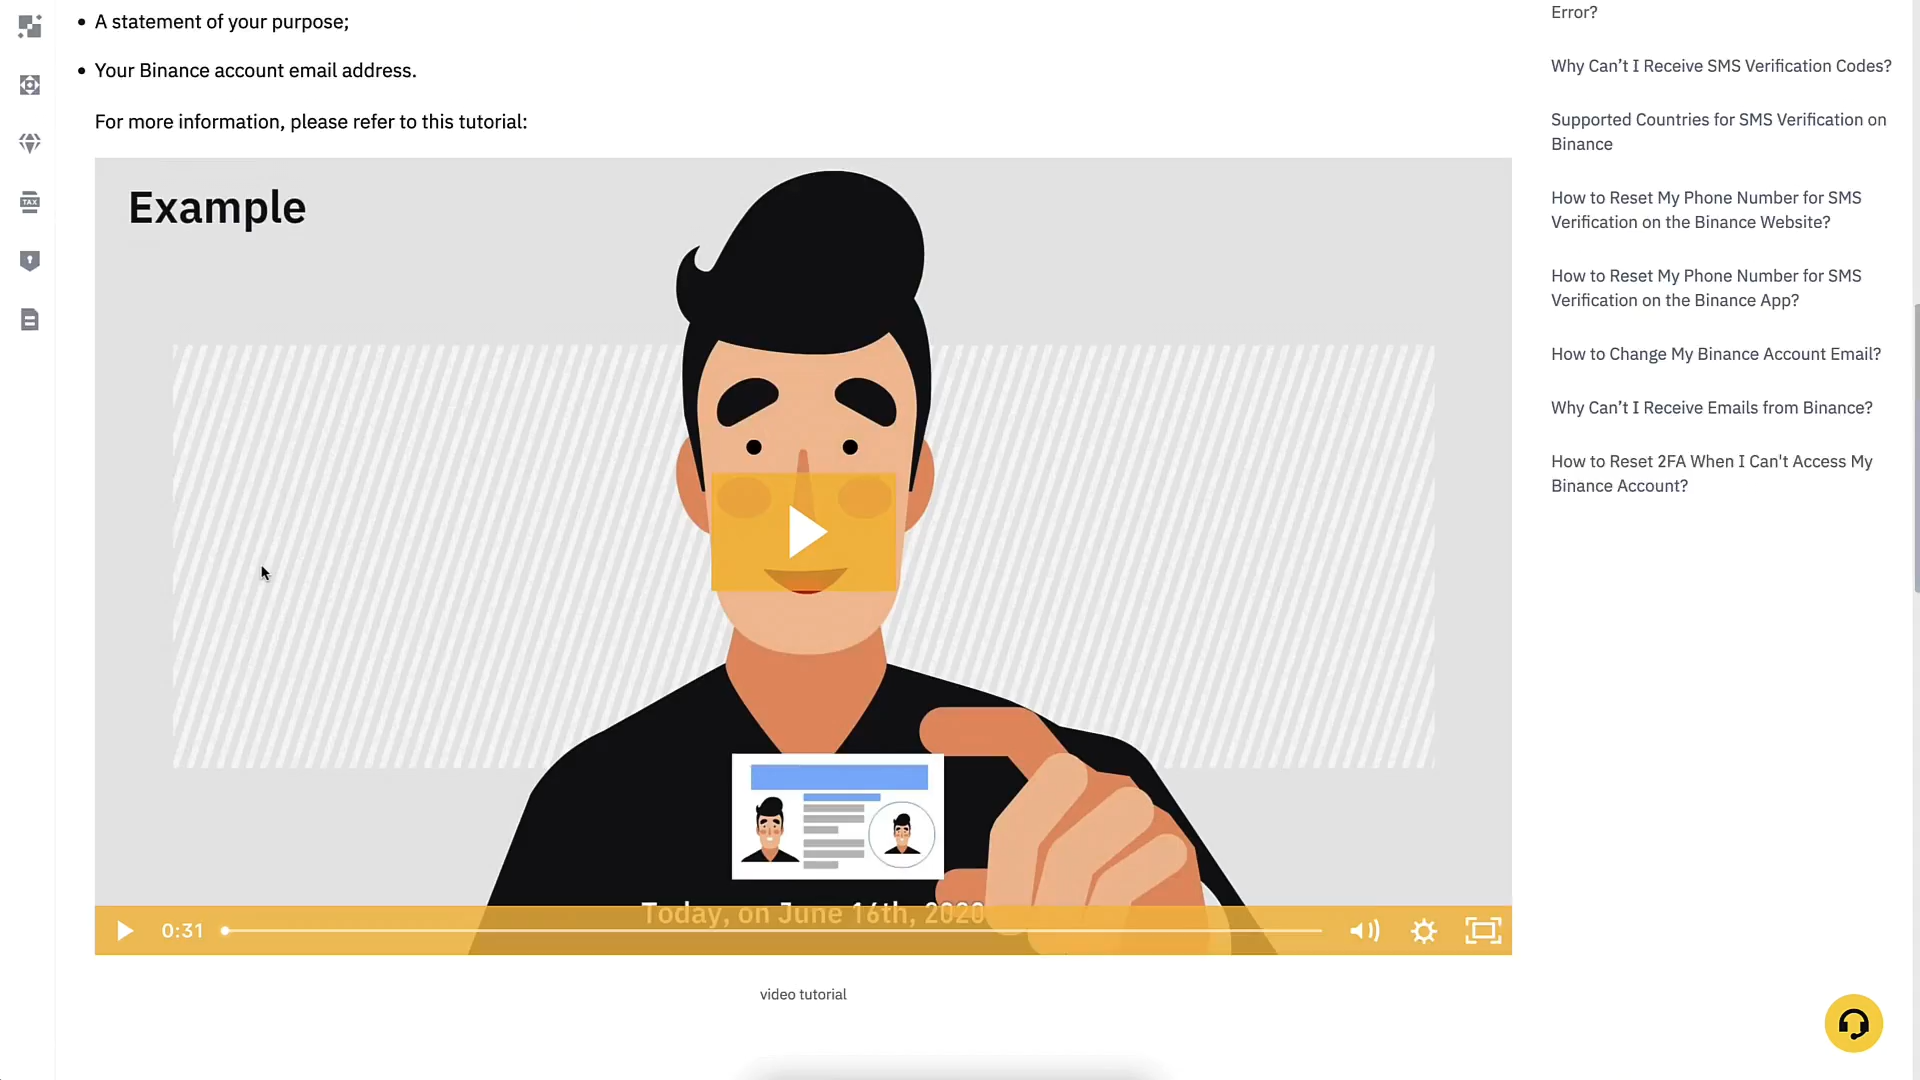 • A statement of your purpose;
• Your Binance account email address.
For more information, please refer to this tutorial:
Example
Today, on June 16th, 2020
0:31
video tutorial
TAX
Error?
Why Can’t I Receive SMS Verification Codes?
Supported Countries for SMS Verification on
Binance
How to Reset My Phone Number for SMS
Verification on the Binance Website?
How to Reset My Phone Number for SMS
Verification on the Binance App?
How to Change My Binance Account Email?
Why Can’t I Receive Emails from Binance?
How to Reset 2FA When I Can't Access My
Binance Account?